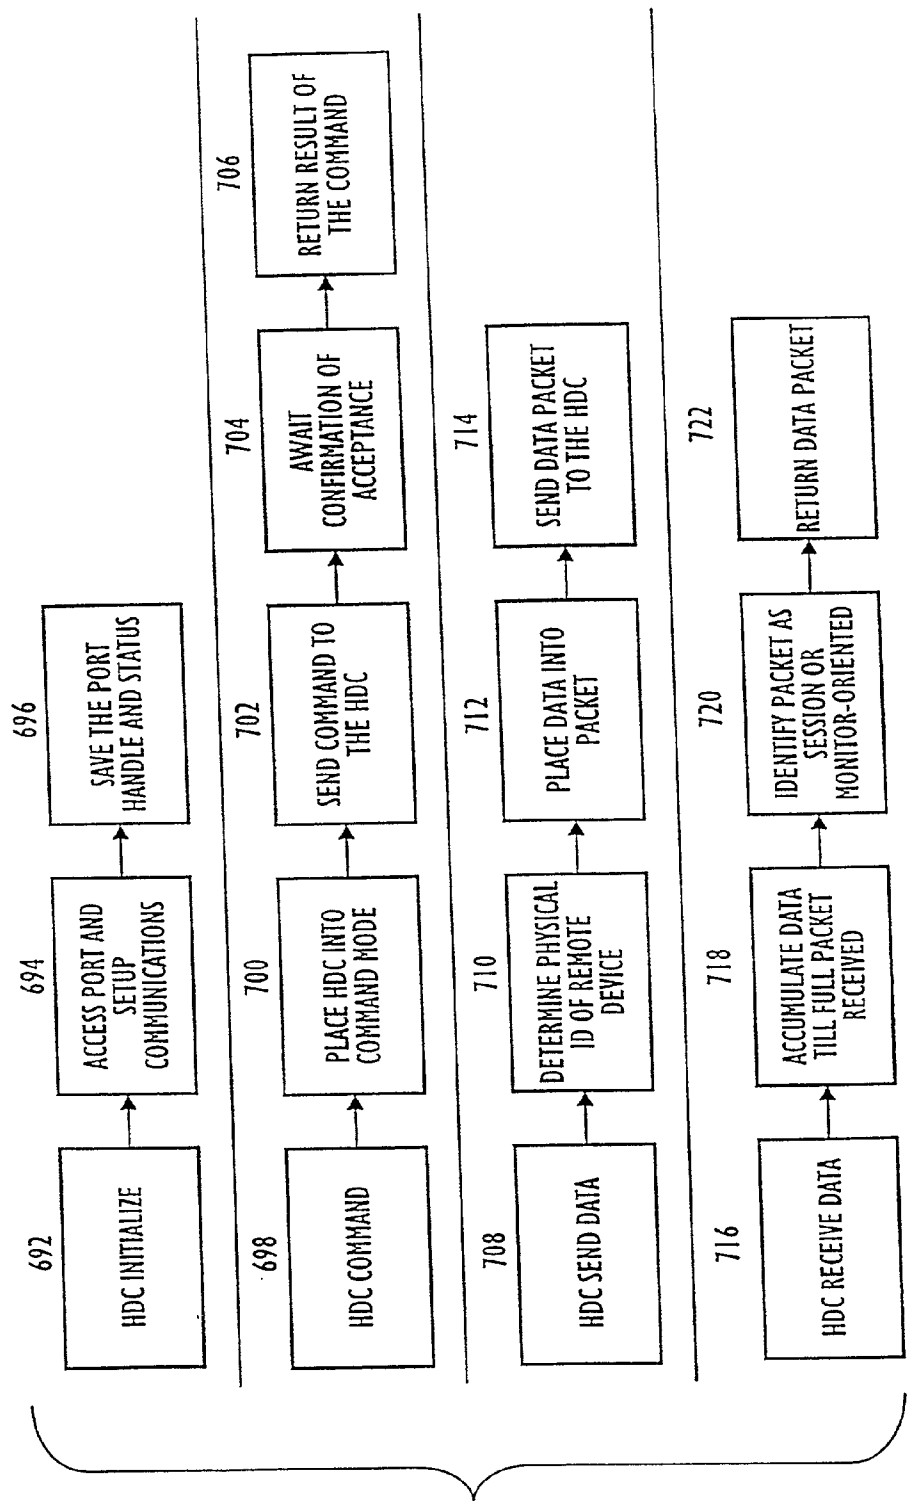 692
HDC INITIALIZE
694
ACCESS PORT AND
SETUP
COMMUNICATIONS
696
SAVE THE PORT
HANDLE AND STATUS
698
HDC COMMAND
700
PLACE HDC INTO
COMMAND MODE
702
SEND COMMAND TO
THE HDC
704
AWAIT
CONFIRMATION OF
ACCEPTANCE
706
RETURN RESULT OF
THE COMMAND
708
HDC SEND DATA
710
DETERMINE PHYSICAL
ID OF REMOTE
DEVICE
712
PLACE DATA INTO
PACKET
714
SEND DATA PACKET
TO THE HDC
716
HDC RECEIVE DATA
718
ACCUMULATE DATA
TILL FULL PACKET
RECEIVED
720
IDENTIFY PACKET AS
SESSION OR
MONITOR-ORIENTED
722
RETURN DATA PACKET